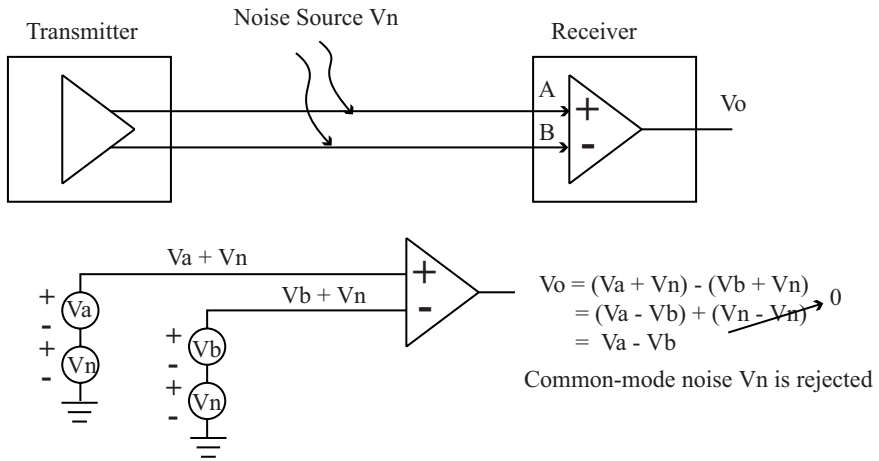 Noise Source Vn
Transmitter
Receiver
A
+
B
-
Vo
Va + Vn
+
Vb + Vn
-
+
Va
-
+
Vn
-
+
Vb
-
+
Vn
-
Vo = (Va + Vn) - (Vb + Vn)
= (Va - Vb) + (Vn - Vn)
0
= Va - Vb
Common-mode noise Vn is rejected